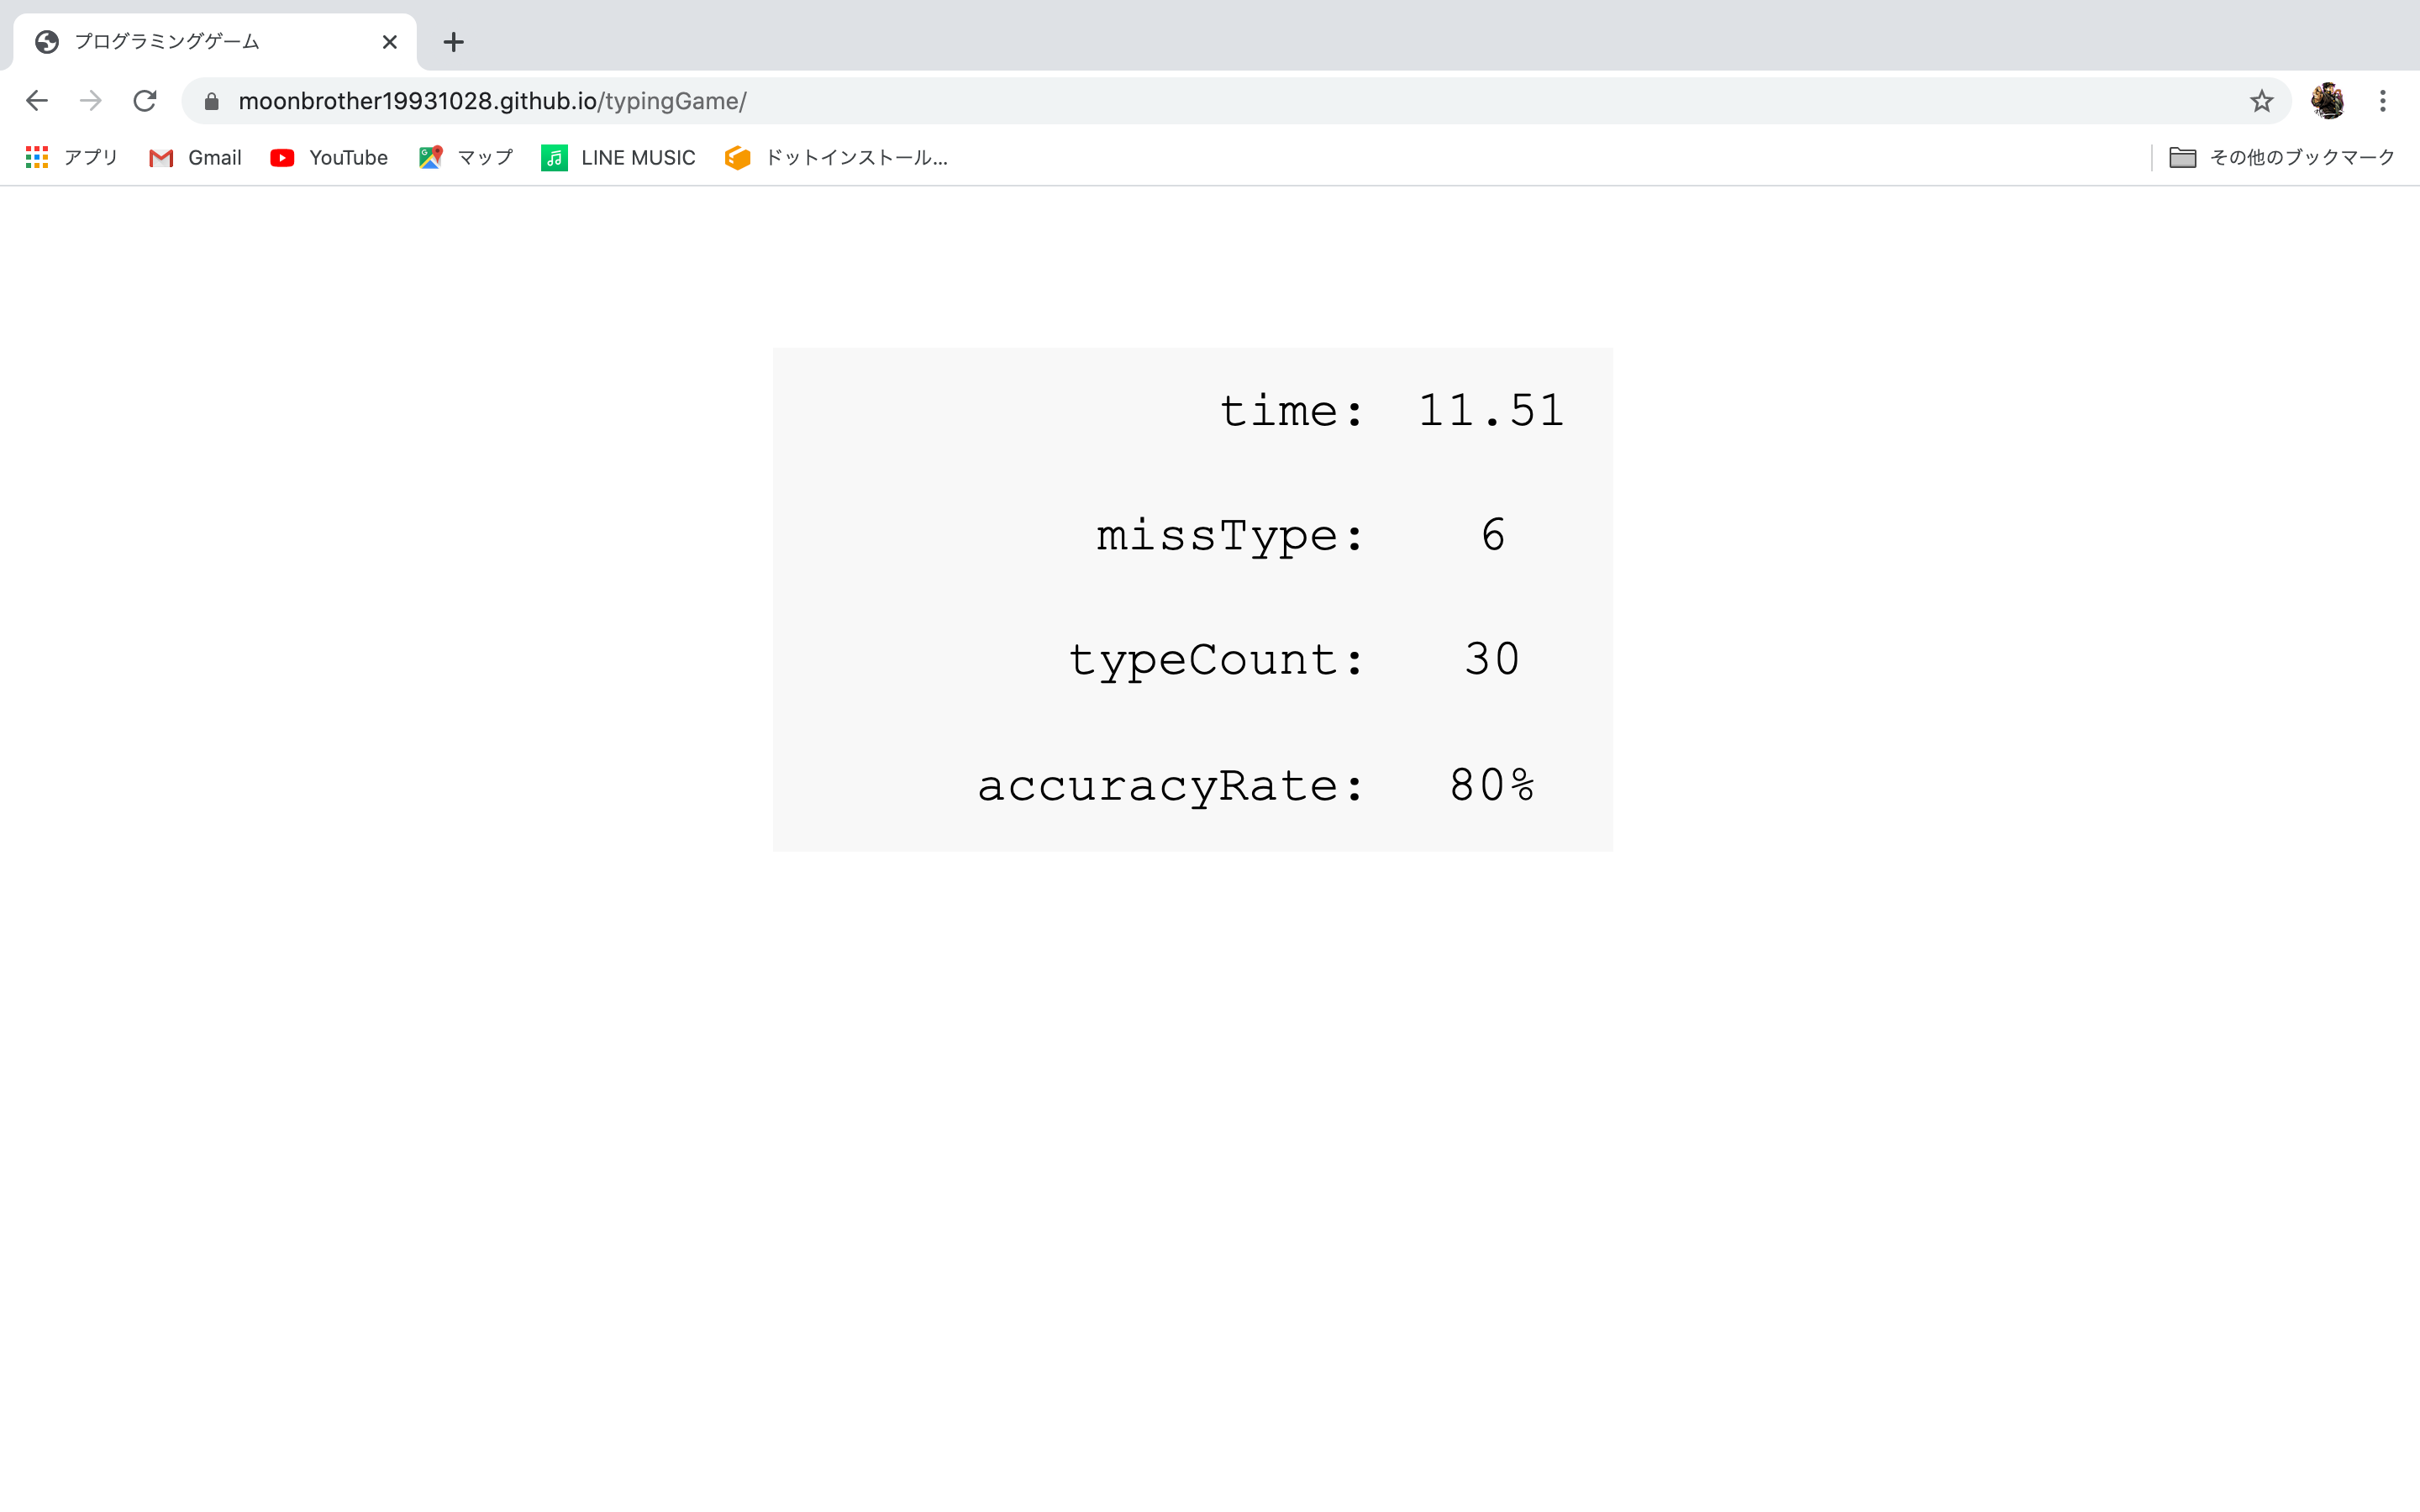 プログラミングゲーム
moonbrother19931028.github.io/typingGame/
アプリ Gmail YouTube マップ LINE MUSIC ドットインストール... その他のブックマーク
time: 11.51
missType: 6
typeCount: 30
accuracyRate: 80%